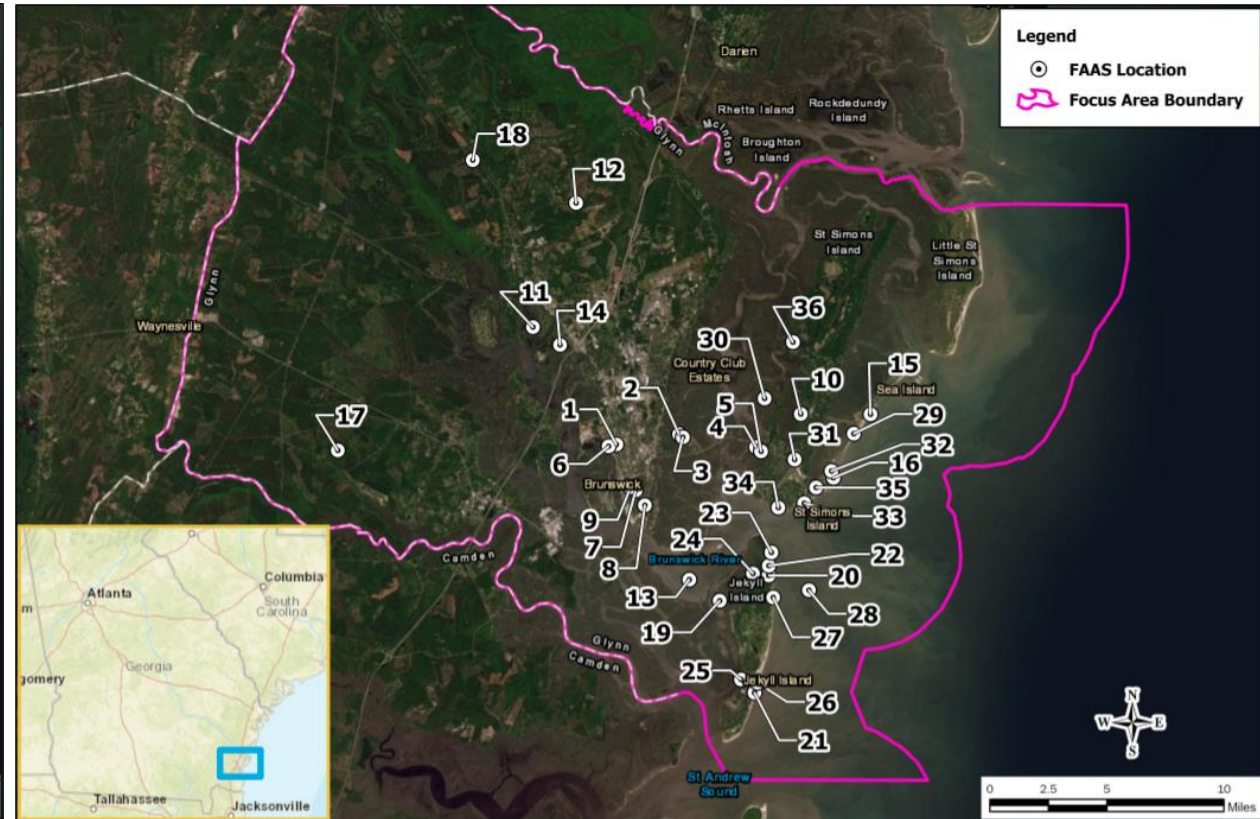 Legend
FAAS Location
Focus Area Boundary
Darien
Rhetts Island
Rockdedundy
Island
McIntosh
Glynn
Broughton
Island
18
12
St Simons
Island
Little St
Simons
Island
Glynn
Waynesville
11
14
36
30
Country Club
Estates
2
10
15
Sea Island
1
5
17
4
31
29
6
3
32
16
Brunswick
34
35
9
St Simons
Island
33
23
7
24
22
Camden
8
Brunswick River
20
13
Jekyll
Island
28
19
27
Glynn
Camden
25
Jekyll Island
26
21
St Andrew
Sound
N
W
E
S
0
2.5
5
10
Miles
Columbia
Atlanta
South
Carolina
m
Georgia
gomery
Tallahassee
Jacksonville